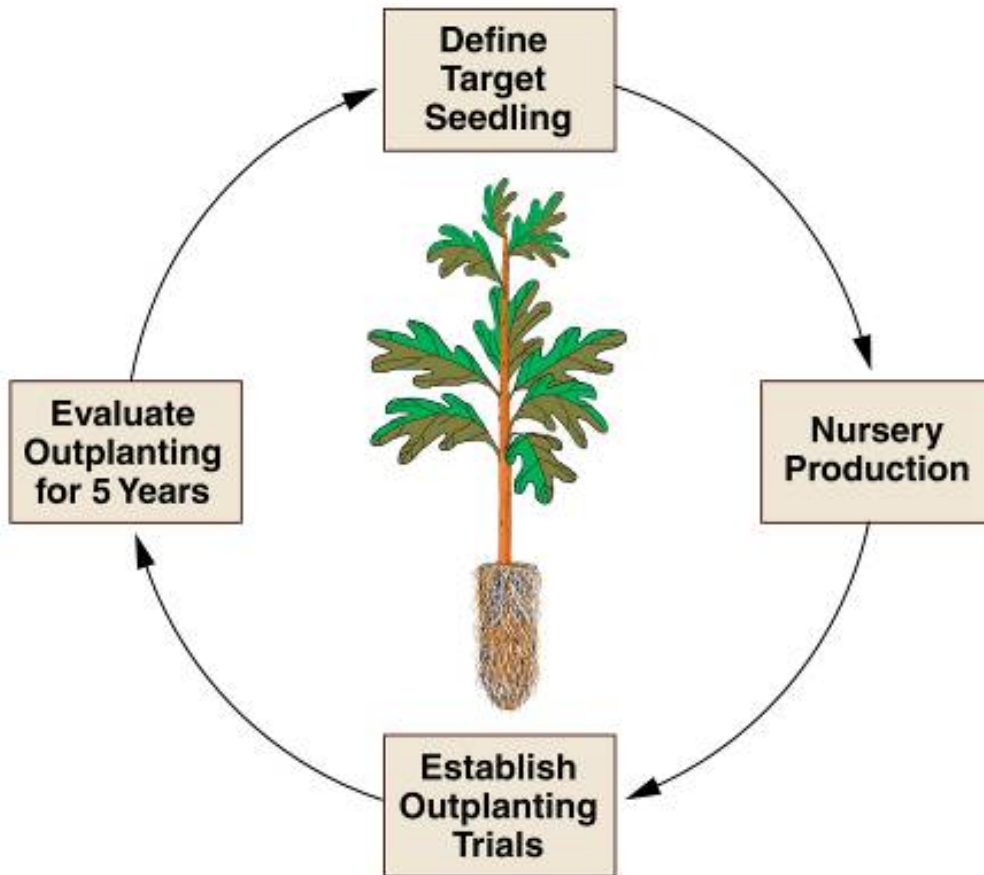 Define
Target
Seedling
Nursery
Production
Establish
Outplanting
Trials
Evaluate
Outplanting
for 5 Years